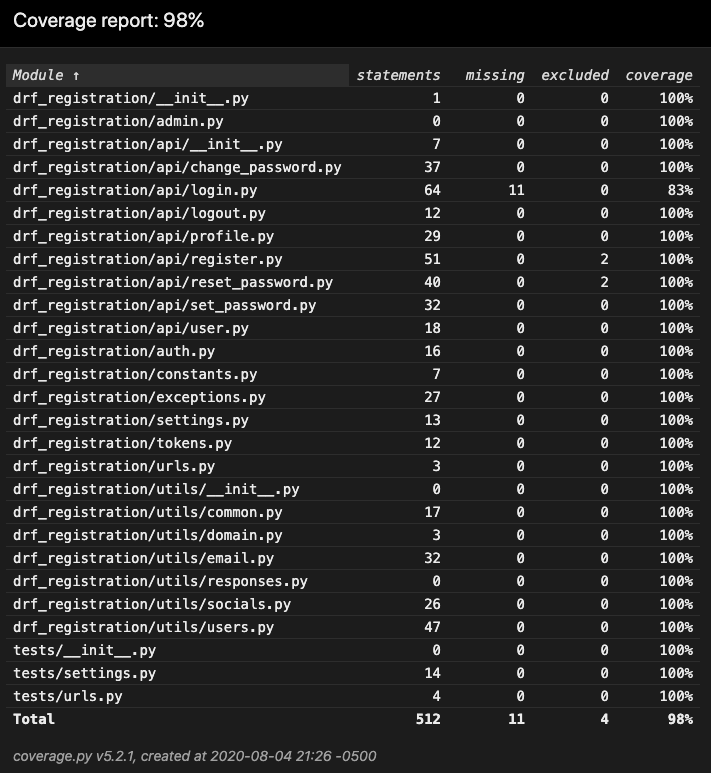 Coverage report: 98%
Module ↑ statements missing excluded coverage
drf_registration/__init__.py 1 0 0 100%
drf_registration/admin.py 0 0 0 100%
drf_registration/api/__init__.py 7 0 0 100%
drf_registration/api/change_password.py 37 0 0 100%
drf_registration/api/login.py 64 11 0 83%
drf_registration/api/logout.py 12 0 0 100%
drf_registration/api/profile.py 29 0 0 100%
drf_registration/api/register.py 51 0 2 100%
drf_registration/api/reset_password.py 40 0 2 100%
drf_registration/api/set_password.py 32 0 0 100%
drf_registration/api/user.py 18 0 0 100%
drf_registration/auth.py 16 0 0 100%
drf_registration/constants.py 7 0 0 100%
drf_registration/exceptions.py 27 0 0 100%
drf_registration/settings.py 13 0 0 100%
drf_registration/tokens.py 12 0 0 100%
drf_registration/urls.py 3 0 0 100%
drf_registration/utils/__init__.py 0 0 0 100%
drf_registration/utils/common.py 17 0 0 100%
drf_registration/utils/domain.py 3 0 0 100%
drf_registration/utils/email.py 32 0 0 100%
drf_registration/utils/responses.py 0 0 0 100%
drf_registration/utils/socials.py 26 0 0 100%
drf_registration/utils/users.py 47 0 0 100%
tests/__init__.py 0 0 0 100%
tests/settings.py 14 0 0 100%
tests/urls.py 4 0 0 100%
Total 512 11 4 98%
coverage.py v5.2.1, created at 2020-08-04 21:26 -0500